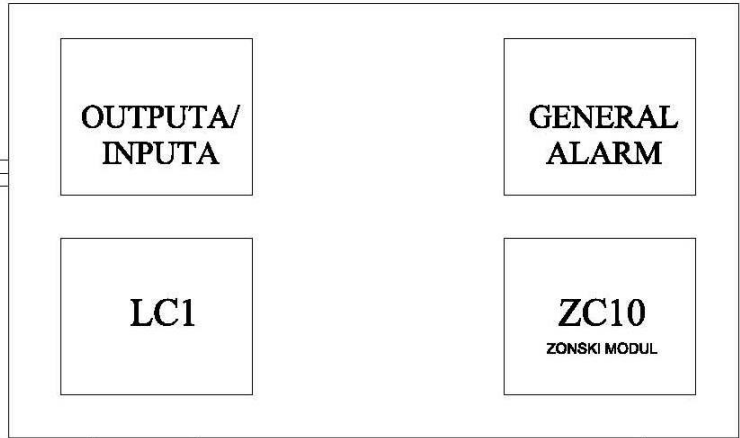 OUTPUTA/
INPUTA
GENERAL
ALARM
LC1
ZC10
ZONSKI MODUL